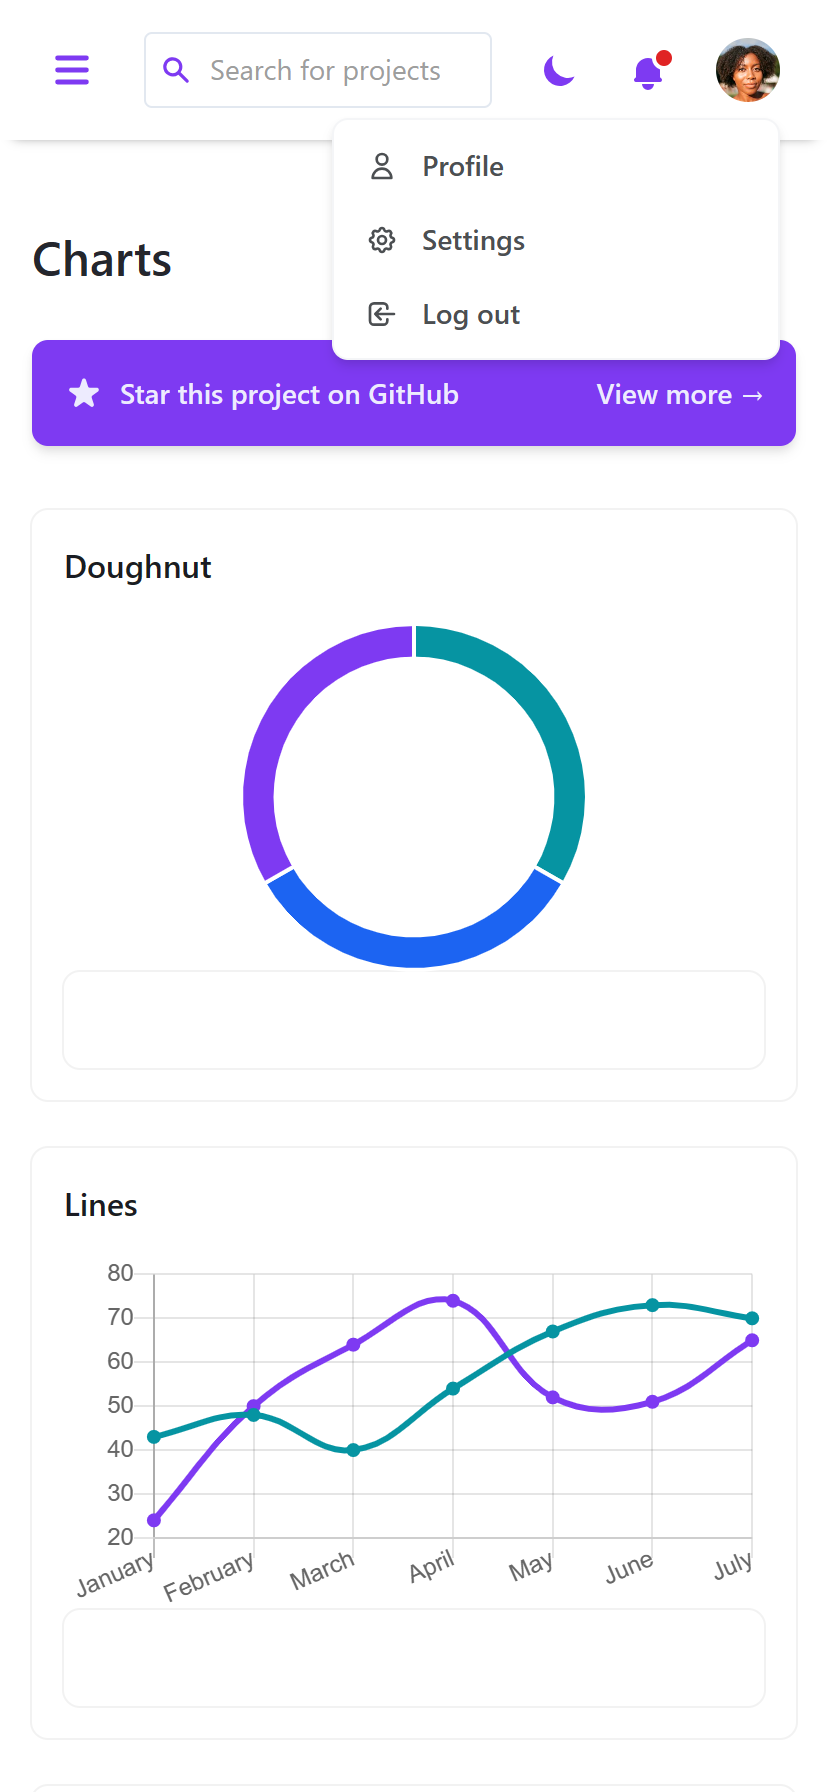 Search for projects
Profile
Settings
Log out
Charts
Star this project on GitHub
View more →
Doughnut
Lines
80
70
60
50
40
30
20
January
February
March
April
May
June
July